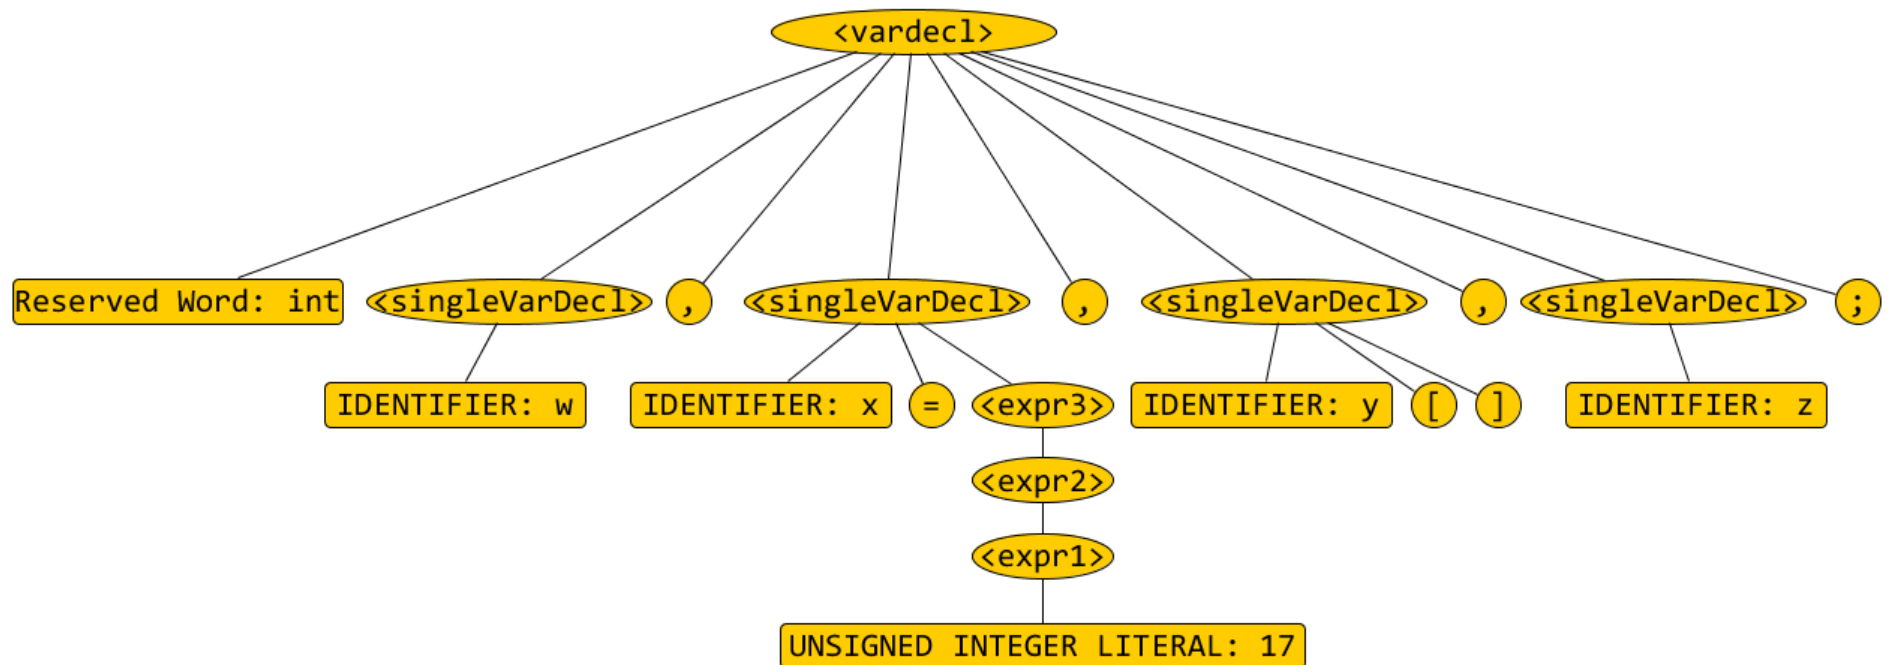 <vardecl>
Reserved Word: int <singleVarDecl> , <singleVarDecl> , <singleVarDecl> , <singleVarDecl> ;
IDENTIFIER: w IDENTIFIER: x = <expr3> IDENTIFIER: y [ ] IDENTIFIER: z
<expr2>
<expr1>
UNSIGNED INTEGER LITERAL: 17